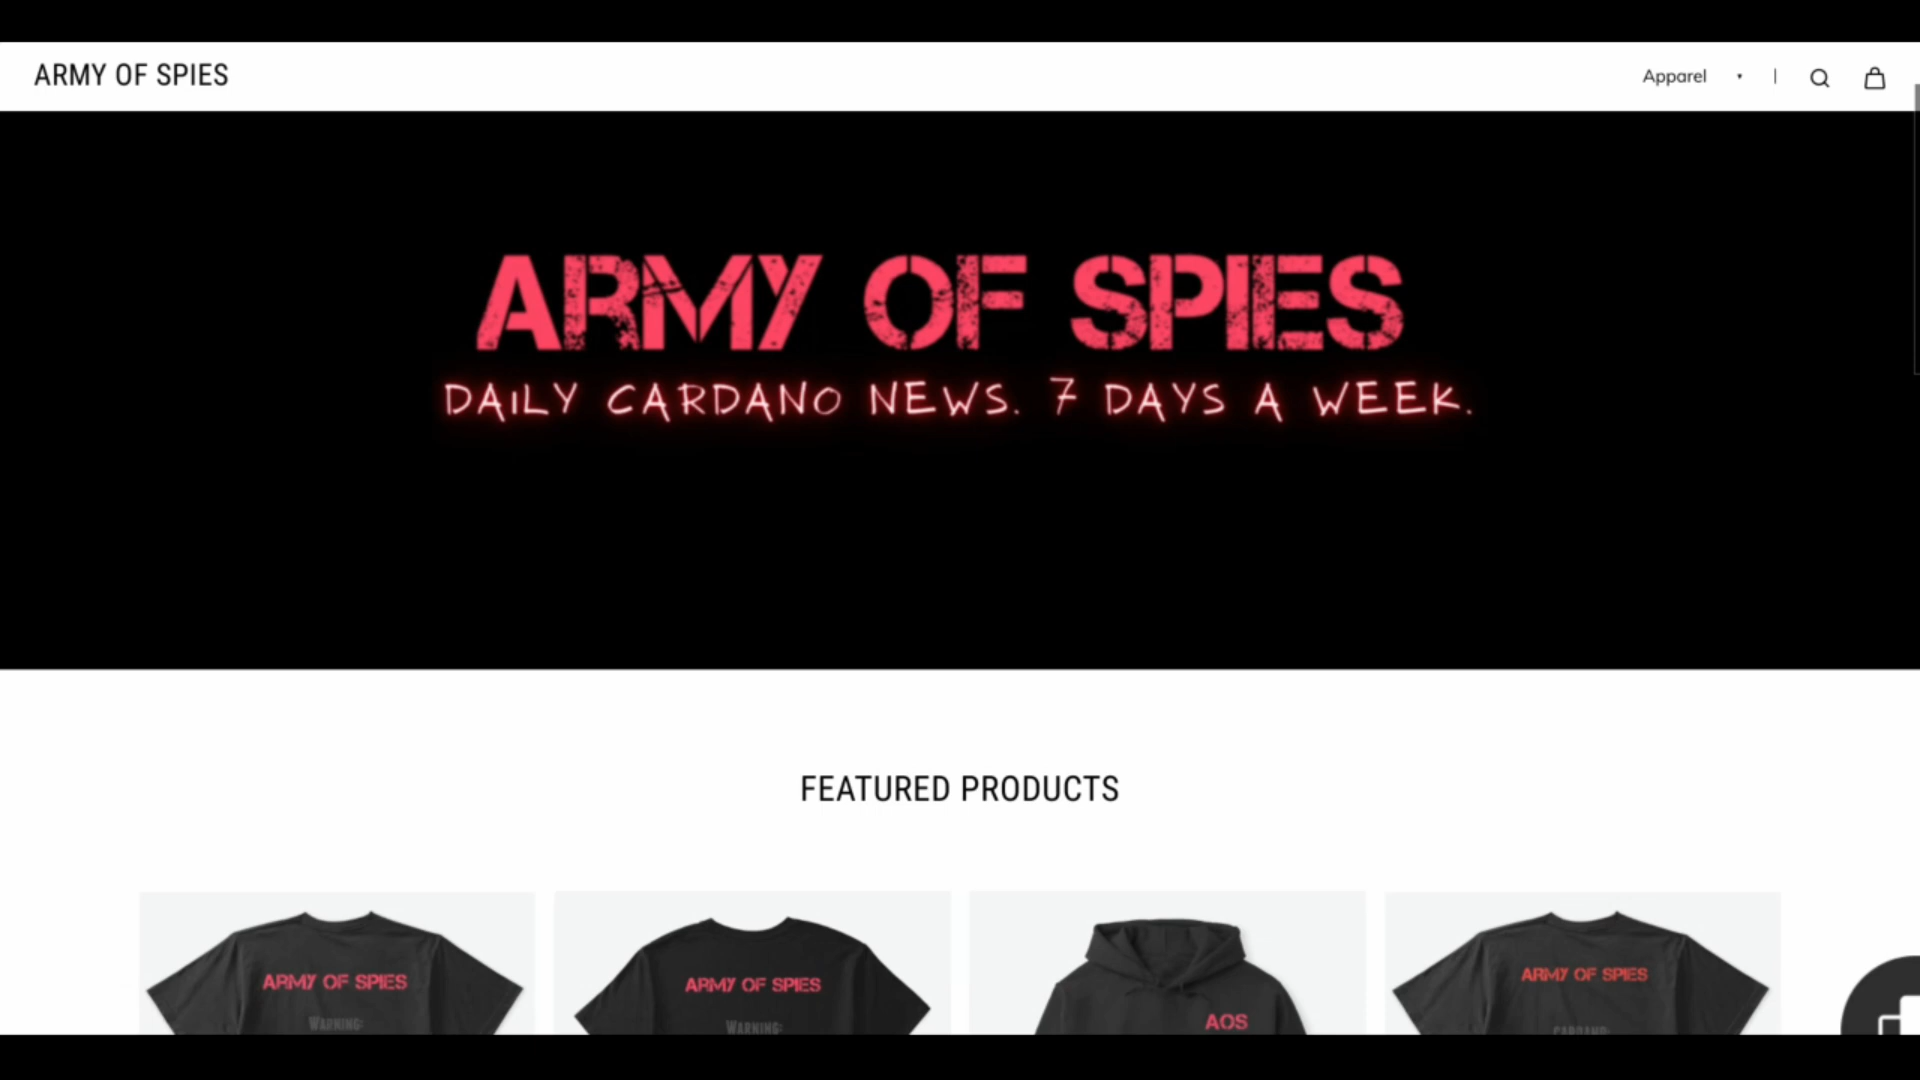 ARMY OF SPIES
Apparel
ARMY OF SPIES
DAILY CARDANO NEWS. 7 DAYS A WEEK.
FEATURED PRODUCTS
ARMY OF SPIES
WARNING:
ARMY OF SPIES
WARNING:
AOS
ARMY OF SPIES
CARDANO: